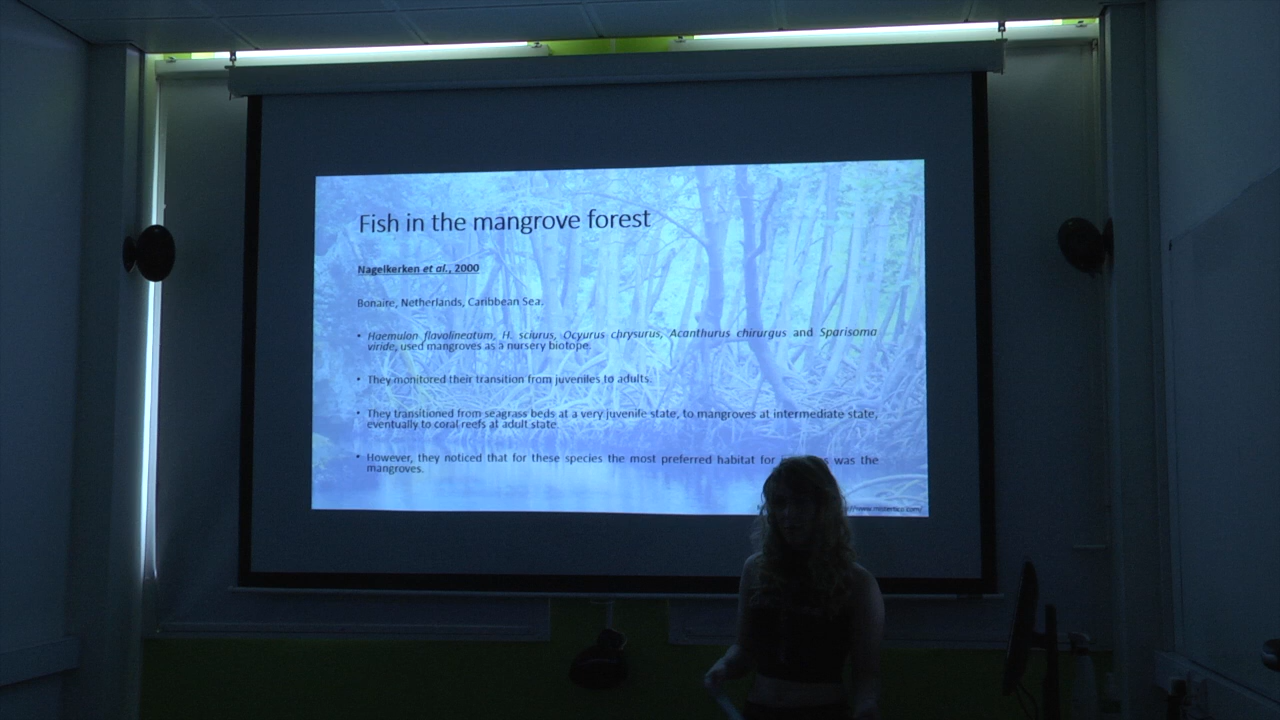 Fish in the mangrove forest
Nagelkerken et al., 2000
Bonaire, Netherlands, Caribbean Sea.
• Haemulon flavolineatum, H. sciurus, Ocyurus chrysurus, Acanthurus chirurgus and Sparisoma
viride, used mangroves as a nursery biotope.
• They monitored their transition from juveniles to adults.
• They transitioned from seagrass beds at a very juvenile state, to mangroves at intermediate state,
eventually to coral reefs at adult state.
• However, they noticed that for these species the most preferred habitat for was the
mangroves.